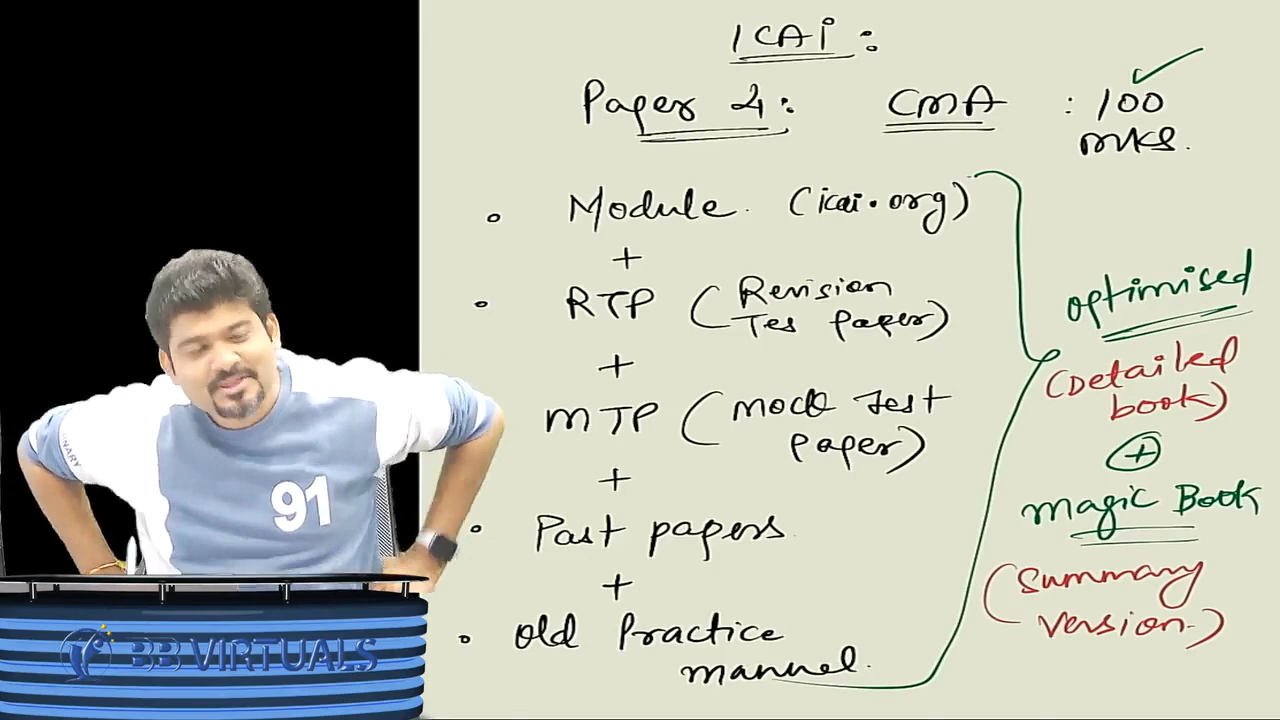 ICAI :
Paper 4 : CMA : 100
mks.
• Module. (icai.org)
+
• RTP (Revision
Tes paper)
+
MTP (Mock Test
paper)
+
• Past papers
+
• Old Practice
manuel.
optimised
(Detailed
book)
+
Magic Book
(Summary
version.)
91
BB VIRTUALS